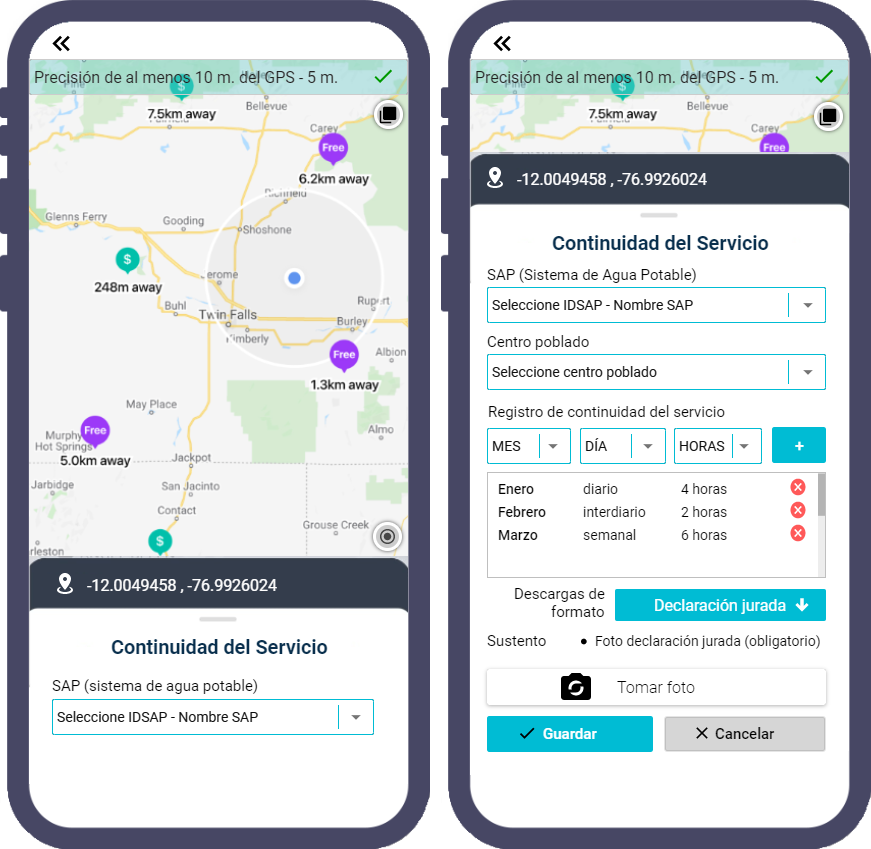 Precisión de al menos 10 m. del GPS - 5 m.
$
7.5km away
Bellevue
Carey
Free
6.2km away
Richfield
Glenns Ferry
Gooding
Shoshone
$
248m away
Jerome
Buhl
Rupert
Twin Falls
Burley
Kimberly
Free
Albion
1.3km away
May Place
Free
Almo
Murphy
Hot Springs
5.0km away
Jackpot
Jarbidge
San Jacinto
Contact
Grouse Creek
$
rleston
-12.0049458 , -76.9926024
Continuidad del Servicio
SAP (sistema de agua potable)
Seleccione IDSAP - Nombre SAP
Precisión de al menos 10 m. del GPS - 5 m.
$
7.5km away
Bellevue
Carey
Free
-12.0049458 , -76.9926024
Continuidad del Servicio
SAP (Sistema de Agua Potable)
Seleccione IDSAP - Nombre SAP
Centro poblado
Seleccione centro poblado
Registro de continuidad del servicio
MES DÍA HORAS +
Enero diario 4 horas
Febrero interdiario 2 horas
Marzo semanal 6 horas
Descargas de
formato
Declaración jurada
Sustento • Foto declaración jurada (obligatorio)
Tomar foto
Guardar Cancelar